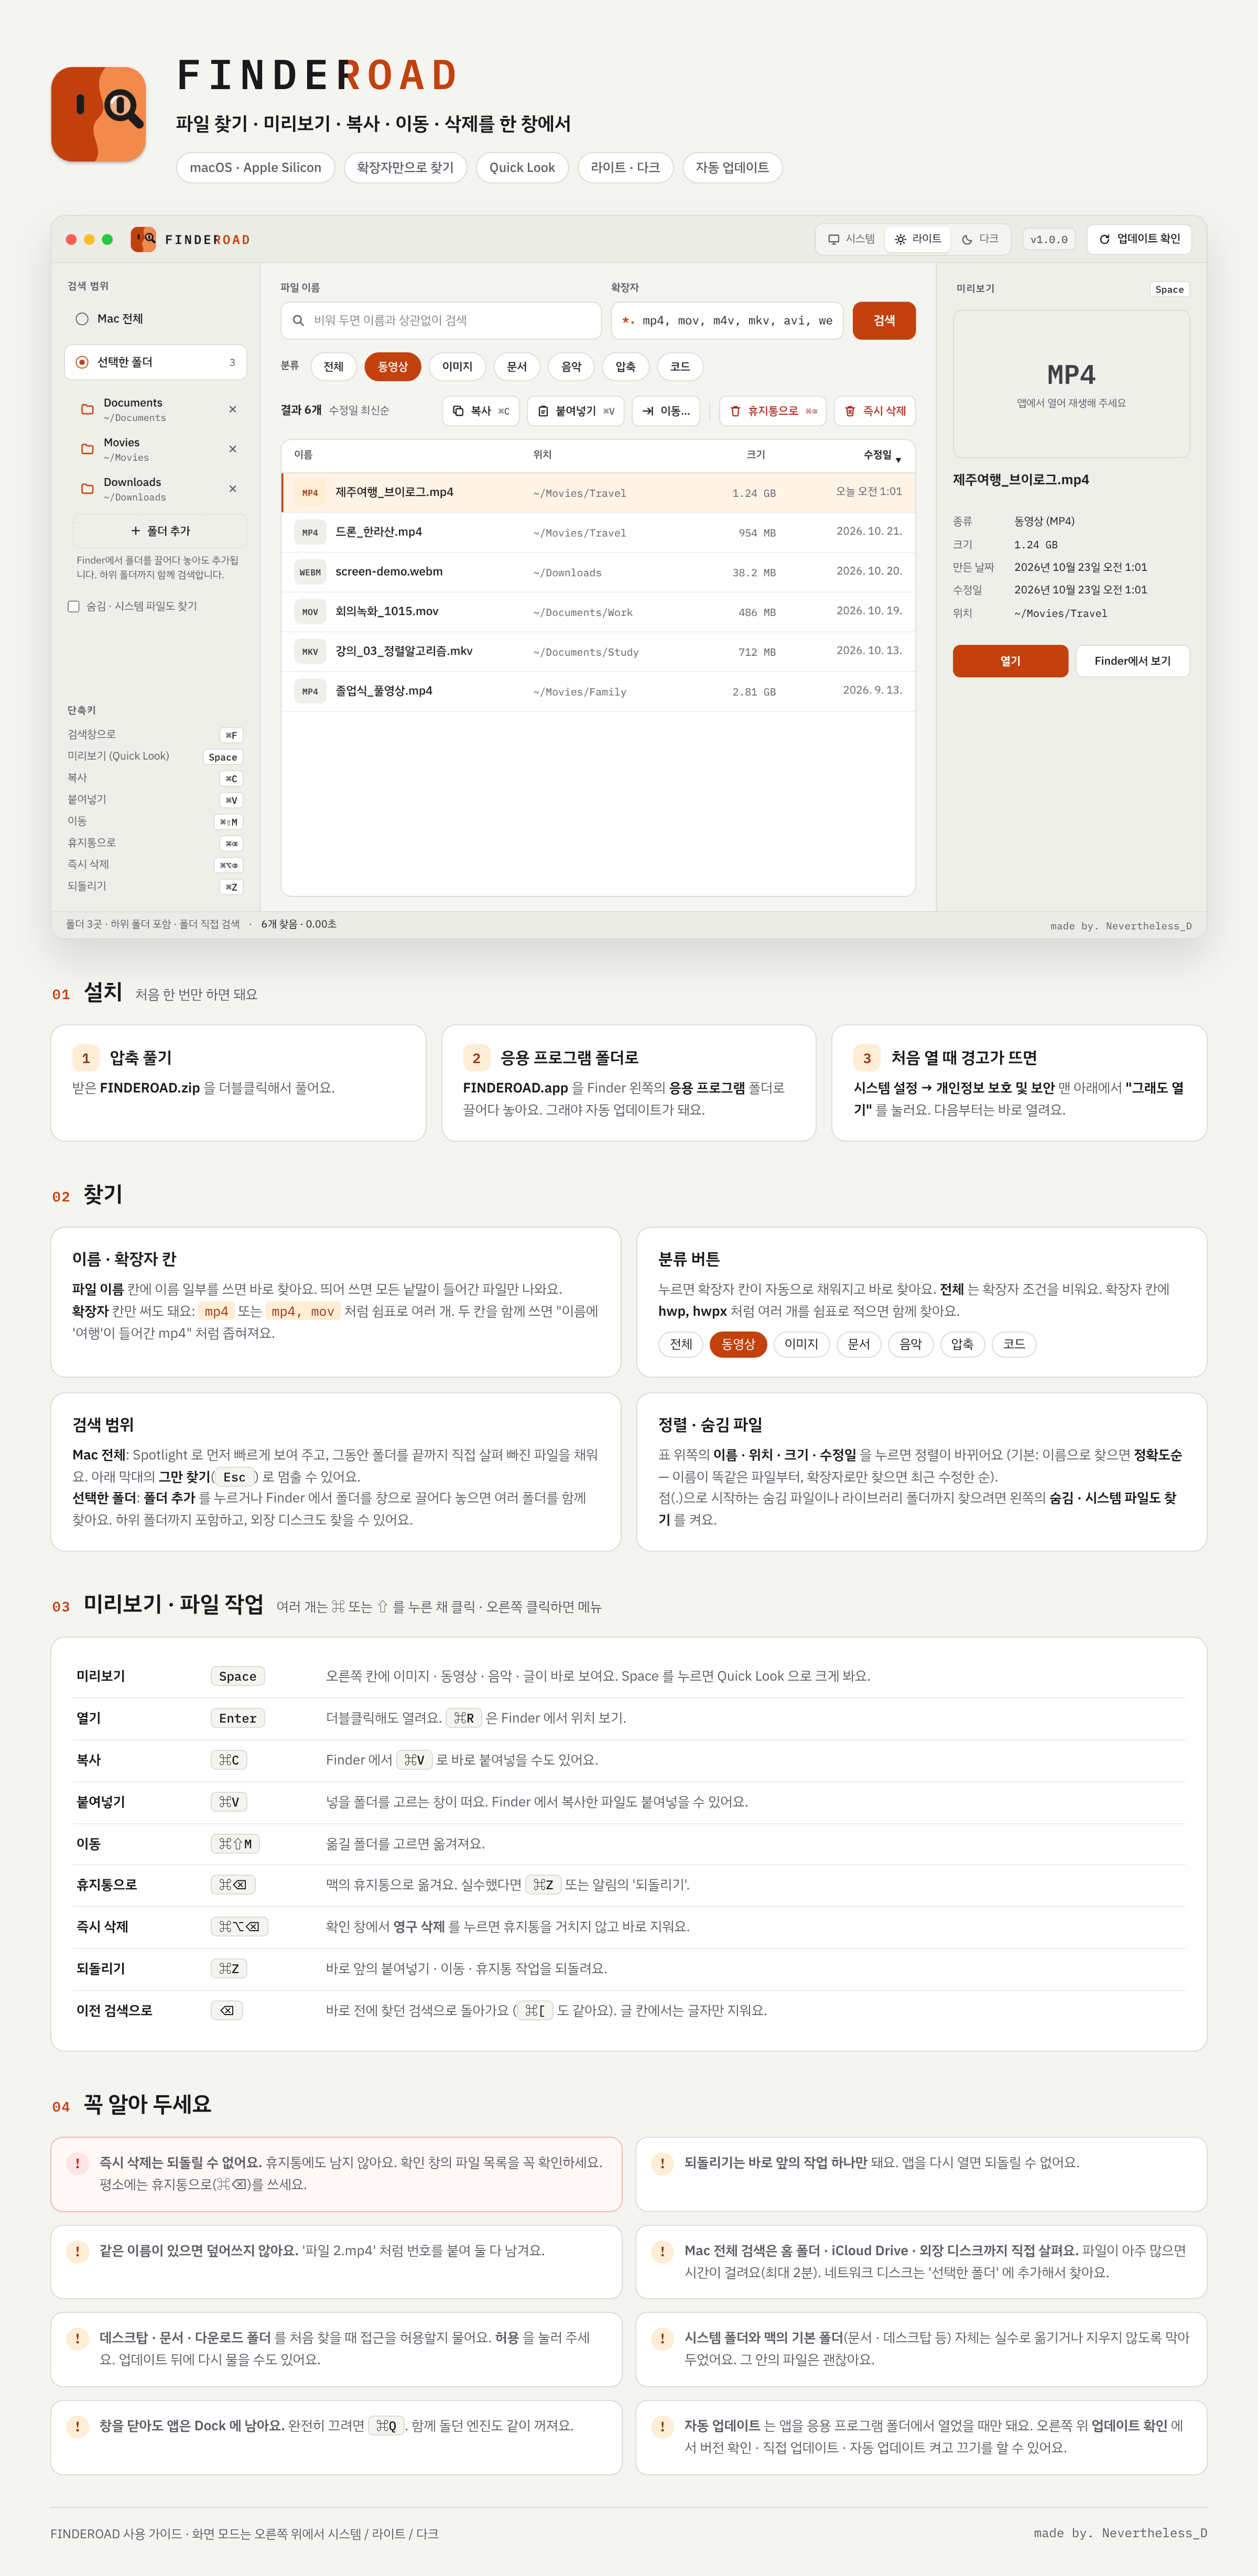 FINDEROAD
파일 찾기 · 미리보기 · 복사 · 이동 · 삭제를 한 창에서
macOS · Apple Silicon 확장자만으로 찾기 Quick Look 라이트 · 다크 자동 업데이트
FINDEROAD 시스템 라이트 다크 v1.0.0 업데이트 확인
검색 범위
Mac 전체
선택한 폴더 3
Documents
~/Documents
Movies
~/Movies
Downloads
~/Downloads
+ 폴더 추가
Finder에서 폴더를 끌어다 놓아도 추가됩
니다. 하위 폴더까지 함께 검색합니다.
숨김 · 시스템 파일도 찾기
단축키
검색창으로 ⌘F
미리보기 (Quick Look) Space
복사 ⌘C
붙여넣기 ⌘V
이동 ⌘⇧M
휴지통으로 ⌘⌫
즉시 삭제 ⌘⌥⌫
되돌리기 ⌘Z
파일 이름 확장자
비워 두면 이름과 상관없이 검색 *. mp4, mov, m4v, mkv, avi, we 검색
분류 전체 동영상 이미지 문서 음악 압축 코드
결과 6개 수정일 최신순 복사 ⌘C 붙여넣기 ⌘V 이동... 휴지통으로 ⌘⌫ 즉시 삭제
이름 위치 크기 수정일 ▼
MP4 제주여행_브이로그.mp4 ~/Movies/Travel 1.24 GB 오늘 오전 1:01
MP4 드론_한라산.mp4 ~/Movies/Travel 954 MB 2026. 10. 21.
WEBM screen-demo.webm ~/Downloads 38.2 MB 2026. 10. 20.
MOV 회의녹화_1015.mov ~/Documents/Work 486 MB 2026. 10. 19.
MKV 강의_03_정렬알고리즘.mkv ~/Documents/Study 712 MB 2026. 10. 13.
MP4 졸업식_풀영상.mp4 ~/Movies/Family 2.81 GB 2026. 9. 13.
미리보기 Space
MP4
앱에서 열어 재생해 주세요
제주여행_브이로그.mp4
종류 동영상 (MP4)
크기 1.24 GB
만든 날짜 2026년 10월 23일 오전 1:01
수정일 2026년 10월 23일 오전 1:01
위치 ~/Movies/Travel
열기 Finder에서 보기
폴더 3곳 · 하위 폴더 포함 · 폴더 직접 검색 · 6개 찾음 · 0.00초 made by. Nevertheless_D
01 설치 처음 한 번만 하면 돼요
1 압축 풀기
받은 FINDEROAD.zip 을 더블클릭해서 풀어요.
2 응용 프로그램 폴더로
FINDEROAD.app 을 Finder 왼쪽의 응용 프로그램 폴더로
끌어다 놓아요. 그래야 자동 업데이트가 돼요.
3 처음 열 때 경고가 뜨면
시스템 설정 → 개인정보 보호 및 보안 맨 아래에서 "그래도 열
기" 를 눌러요. 다음부터는 바로 열려요.
02 찾기
이름 · 확장자 칸
파일 이름 칸에 이름 일부를 쓰면 바로 찾아요. 띄어 쓰면 모든 낱말이 들어간 파일만 나와요.
확장자 칸만 써도 돼요: mp4 또는 mp4, mov 처럼 쉼표로 여러 개. 두 칸을 함께 쓰면 "이름에
'여행'이 들어간 mp4" 처럼 좁혀져요.
분류 버튼
누르면 확장자 칸이 자동으로 채워지고 바로 찾아요. 전체 는 확장자 조건을 비워요. 확장자 칸에
hwp, hwpx 처럼 여러 개를 쉼표로 적으면 함께 찾아요.
전체 동영상 이미지 문서 음악 압축 코드
검색 범위
Mac 전체: Spotlight 로 먼저 빠르게 보여 주고, 그동안 폴더를 끝까지 직접 살펴 빠진 파일을 채워
요. 아래 막대의 그만 찾기( Esc ) 로 멈출 수 있어요.
선택한 폴더: 폴더 추가 를 누르거나 Finder 에서 폴더를 창으로 끌어다 놓으면 여러 폴더를 함께
찾아요. 하위 폴더까지 포함하고, 외장 디스크도 찾을 수 있어요.
정렬 · 숨김 파일
표 위쪽의 이름 · 위치 · 크기 · 수정일 을 누르면 정렬이 바뀌어요 (기본: 이름으로 찾으면 정확도순
— 이름이 똑같은 파일부터, 확장자로만 찾으면 최근 수정한 순).
점(.)으로 시작하는 숨김 파일이나 라이브러리 폴더까지 찾으려면 왼쪽의 숨김 · 시스템 파일도 찾
기 를 켜요.
03 미리보기 · 파일 작업 여러 개는 ⌘ 또는 ⇧ 를 누른 채 클릭 · 오른쪽 클릭하면 메뉴
미리보기 Space 오른쪽 칸에 이미지 · 동영상 · 음악 · 글이 바로 보여요. Space 를 누르면 Quick Look 으로 크게 봐요.
열기 Enter 더블클릭해도 열려요. ⌘R 은 Finder 에서 위치 보기.
복사 ⌘C Finder 에서 ⌘V 로 바로 붙여넣을 수도 있어요.
붙여넣기 ⌘V 넣을 폴더를 고르는 창이 떠요. Finder 에서 복사한 파일도 붙여넣을 수 있어요.
이동 ⌘⇧M 옮길 폴더를 고르면 옮겨져요.
휴지통으로 ⌘⌫ 맥의 휴지통으로 옮겨요. 실수했다면 ⌘Z 또는 알림의 '되돌리기'.
즉시 삭제 ⌘⌥⌫ 확인 창에서 영구 삭제 를 누르면 휴지통을 거치지 않고 바로 지워요.
되돌리기 ⌘Z 바로 앞의 붙여넣기 · 이동 · 휴지통 작업을 되돌려요.
이전 검색으로 ⌫ 바로 전에 찾던 검색으로 돌아가요 ( ⌘[ 도 같아요). 글 칸에서는 글자만 지워요.
04 꼭 알아 두세요
! 즉시 삭제는 되돌릴 수 없어요. 휴지통에도 남지 않아요. 확인 창의 파일 목록을 꼭 확인하세요.
평소에는 휴지통으로(⌘⌫)를 쓰세요.
! 되돌리기는 바로 앞의 작업 하나만 돼요. 앱을 다시 열면 되돌릴 수 없어요.
! 같은 이름이 있으면 덮어쓰지 않아요. '파일 2.mp4' 처럼 번호를 붙여 둘 다 남겨요.
! Mac 전체 검색은 홈 폴더 · iCloud Drive · 외장 디스크까지 직접 살펴요. 파일이 아주 많으면
시간이 걸려요(최대 2분). 네트워크 디스크는 '선택한 폴더' 에 추가해서 찾아요.
! 데스크탑 · 문서 · 다운로드 폴더 를 처음 찾을 때 접근을 허용할지 물어요. 허용 을 눌러 주세
요. 업데이트 뒤에 다시 물을 수도 있어요.
! 시스템 폴더와 맥의 기본 폴더(문서 · 데스크탑 등) 자체는 실수로 옮기거나 지우지 않도록 막아
두었어요. 그 안의 파일은 괜찮아요.
! 창을 닫아도 앱은 Dock 에 남아요. 완전히 끄려면 ⌘Q . 함께 돌던 엔진도 같이 꺼져요.
! 자동 업데이트 는 앱을 응용 프로그램 폴더에서 열었을 때만 돼요. 오른쪽 위 업데이트 확인 에
서 버전 확인 · 직접 업데이트 · 자동 업데이트 켜고 끄기를 할 수 있어요.
FINDEROAD 사용 가이드 · 화면 모드는 오른쪽 위에서 시스템 / 라이트 / 다크 made by. Nevertheless_D